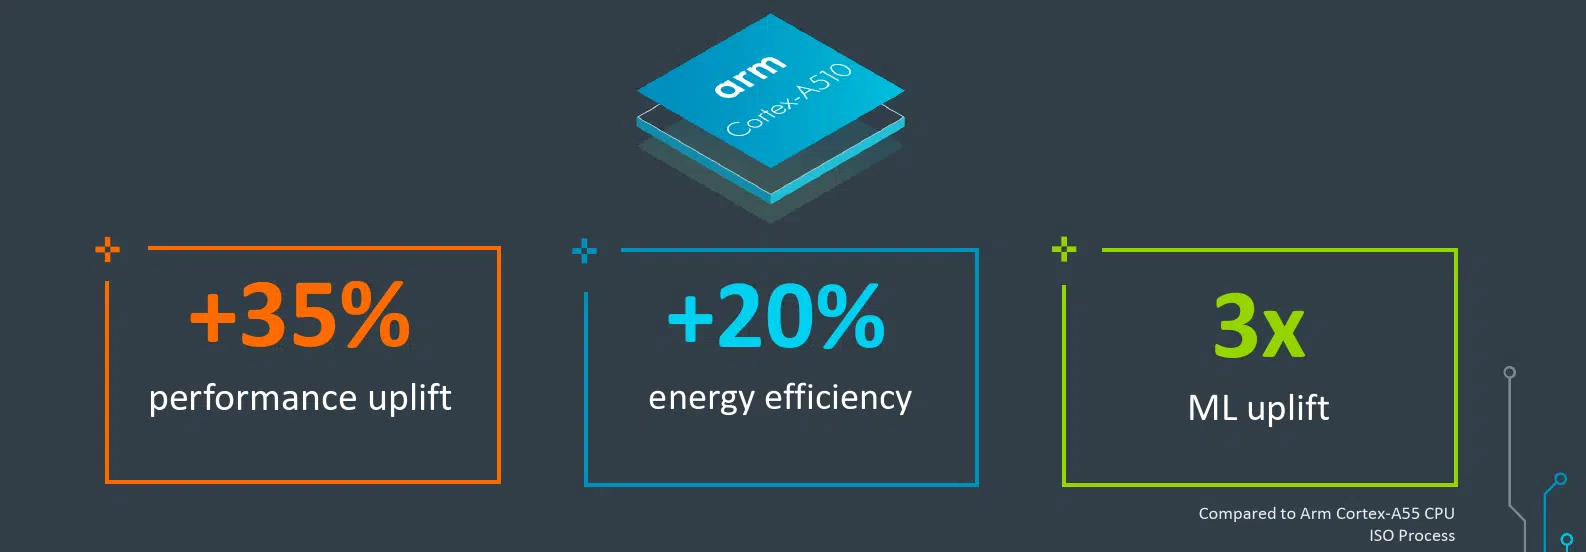 arm
Cortex-A510
+35%
performance uplift
+20%
energy efficiency
3x
ML uplift
Compared to Arm Cortex-A55 CPU
ISO Process